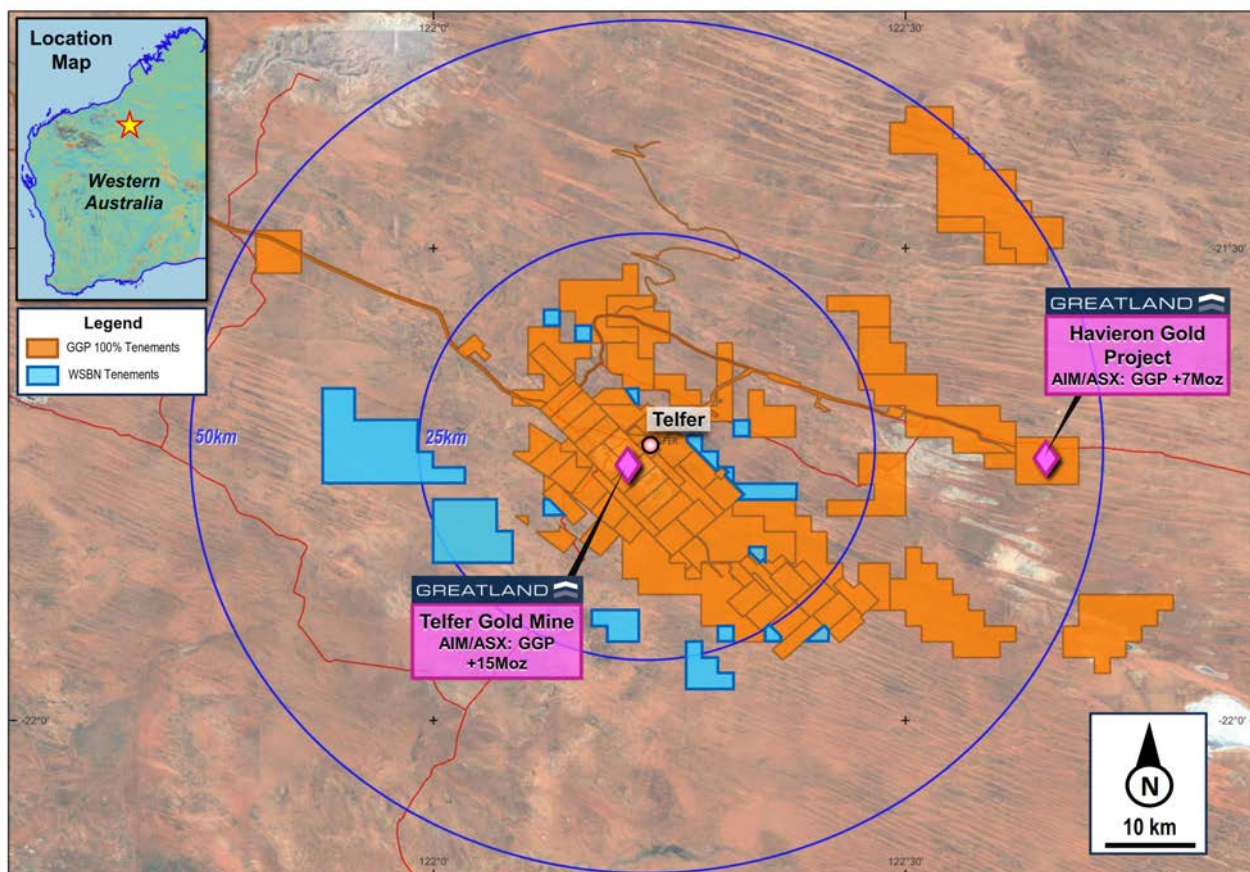 Location
Map
Western
Australia
Legend
GGP 100% Tenements
WSBN Tenements
122°0'
122°30'
-21°30'
50km
25km
Telfer
GREATLAND
Havieron Gold
Project
AIM/ASX: GGP +7Moz
GREATLAND
Telfer Gold Mine
AIM/ASX: GGP
+15Moz
-22°0'
-22°0'
N
10 km
122°0'
122°30'